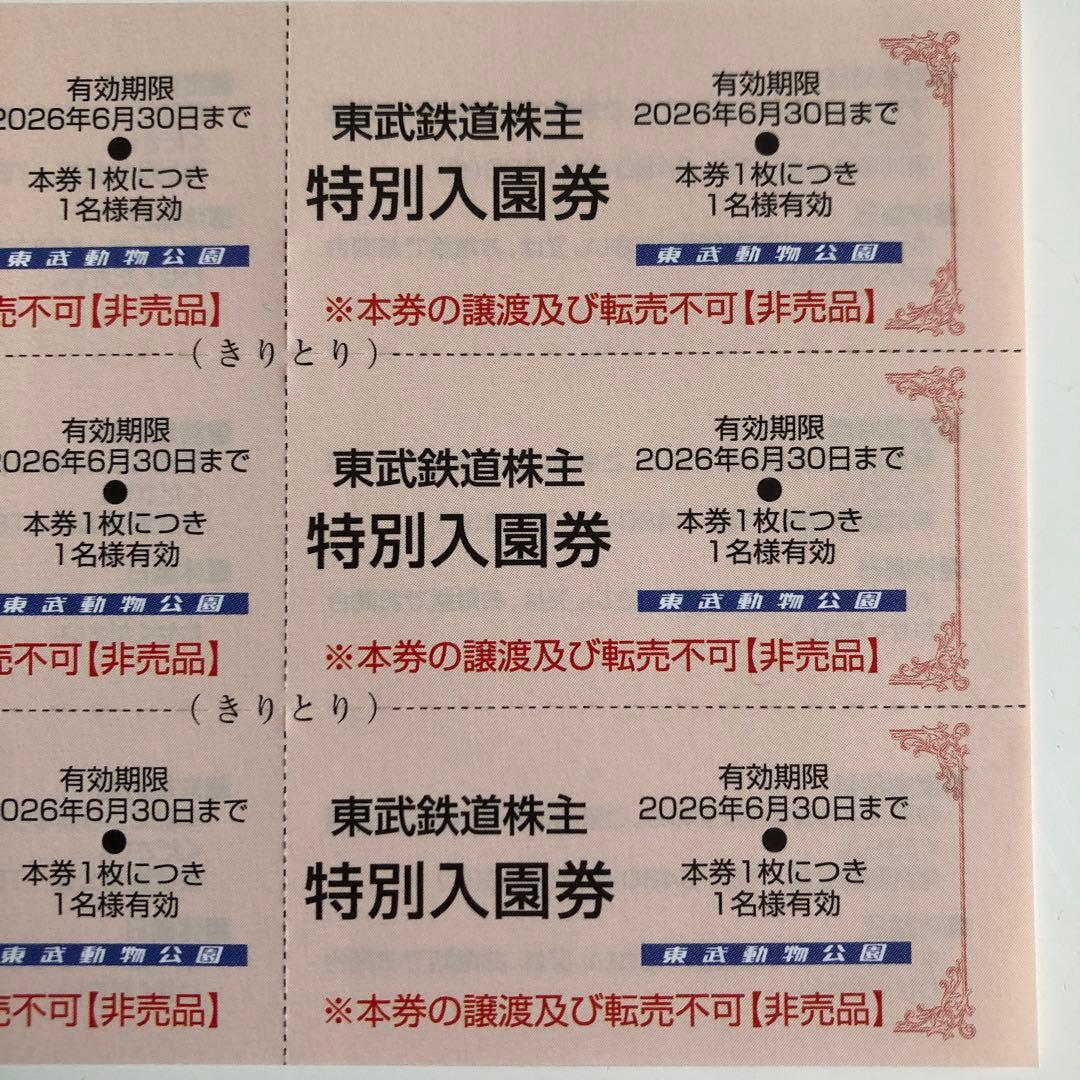 有効期限
2026年6月30日まで
●
本券1枚につき
1名様有効
東武動物公園
売不可【非売品】
東武鉄道株主
特別入園券
有効期限
2026年6月30日まで
●
本券1枚につき
1名様有効
東武動物公園
※本券の譲渡及び転売不可【非売品】
(きりとり)
有効期限
2026年6月30日まで
●
本券1枚につき
1名様有効
東武動物公園
売不可【非売品】
東武鉄道株主
特別入園券
有効期限
2026年6月30日まで
●
本券1枚につき
1名様有効
東武動物公園
※本券の譲渡及び転売不可【非売品】
(きりとり)
有効期限
026年6月30日まで
●
本券1枚につき
1名様有効
東武動物公園
売不可【非売品】
東武鉄道株主
特別入園券
有効期限
2026年6月30日まで
●
本券1枚につき
1名様有効
東武動物公園
※本券の譲渡及び転売不可【非売品】